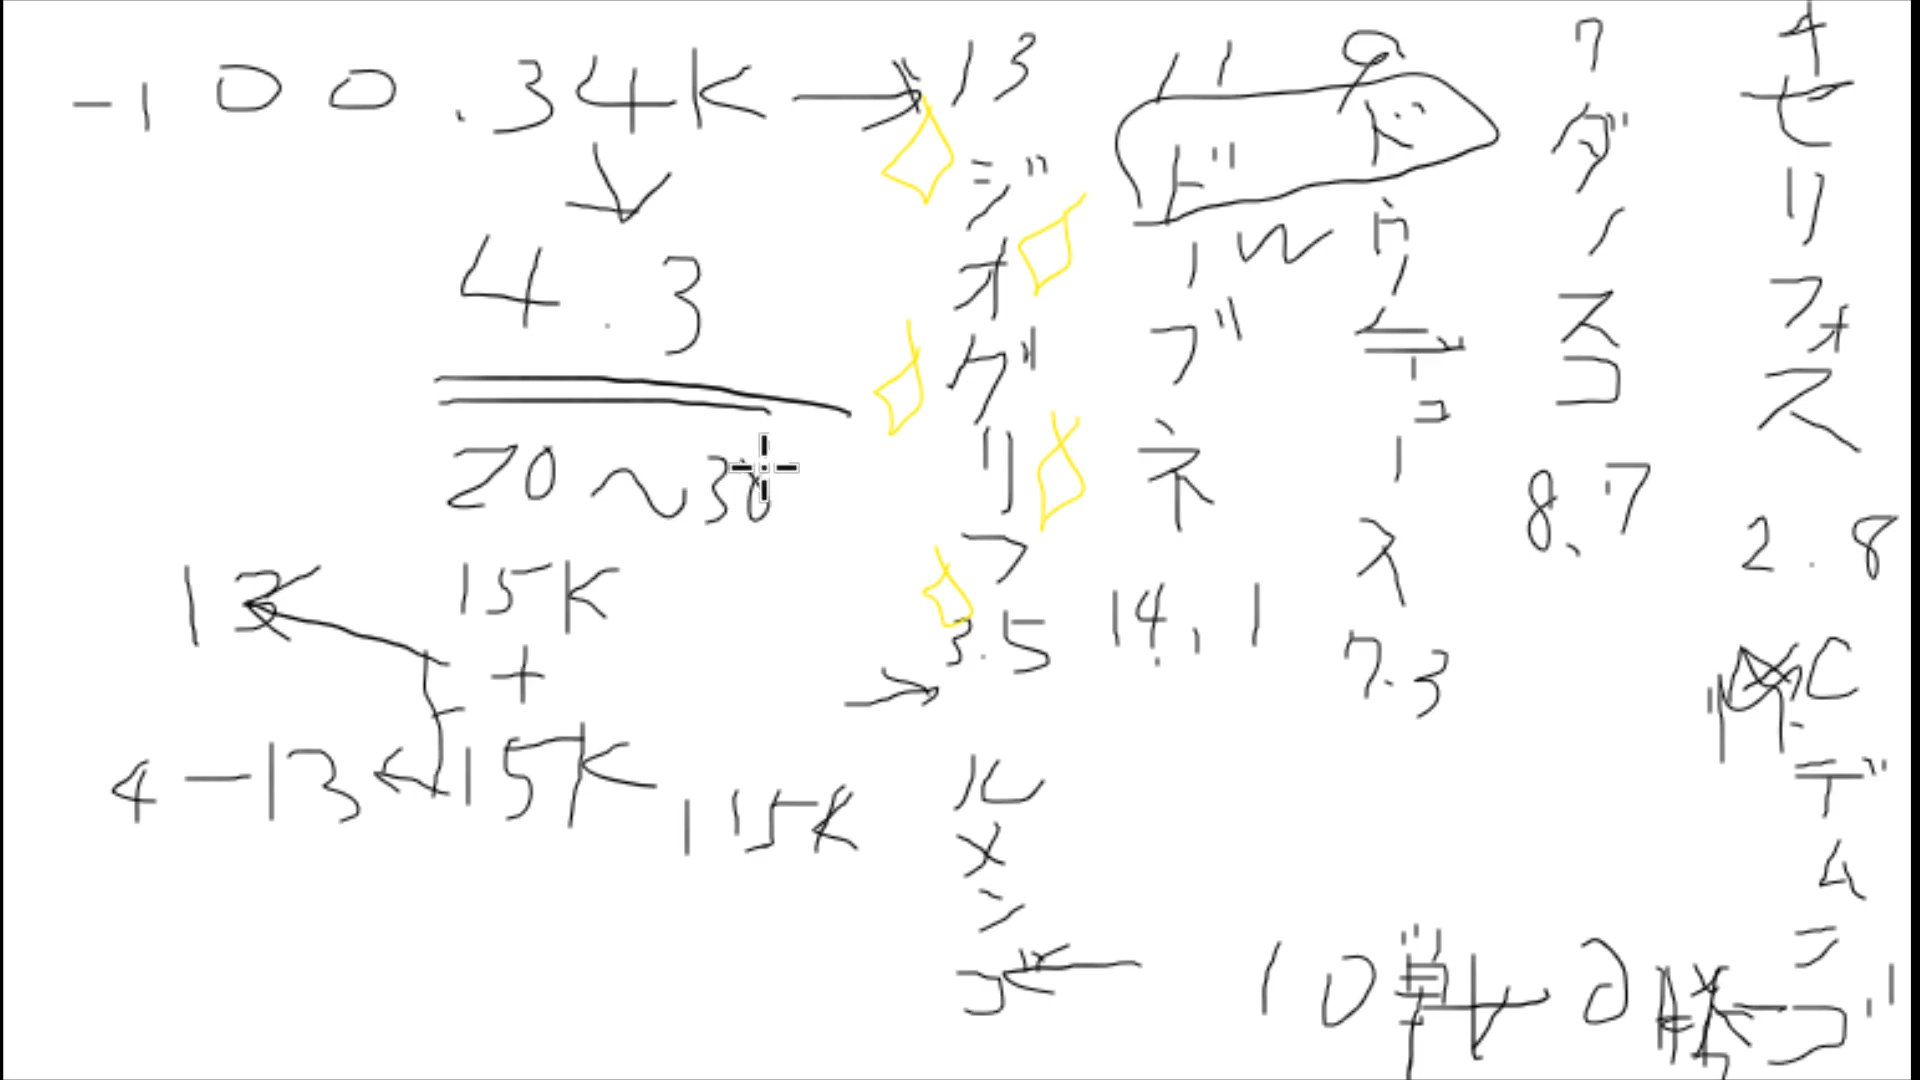 -100.34K →
4.3
20～30
13
15K
+
4-13
15K
115K
13
ジオグリフ
3.5
11
ドーブネ
14.1
9
ドウデュース
7.3
7
ダノスコ
8.7
4
セリフォス
2.8
ルメンコ
C
デムーロ
10戦0勝